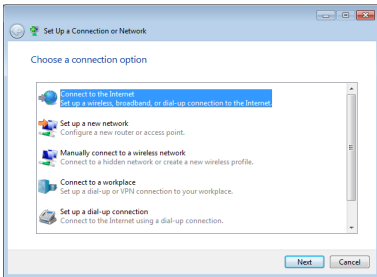 Set Up a Connection or Network
Choose a connection option
Connect to the Internet
Set up a wireless, broadband, or dial-up connection to the Internet.
Set up a new network
Configure a new router or access point.
Manually connect to a wireless network
Connect to a hidden network or create a new wireless profile.
Connect to a workplace
Set up a dial-up or VPN connection to your workplace.
Set up a dial-up connection
Connect to the Internet using a dial-up connection.
Next Cancel